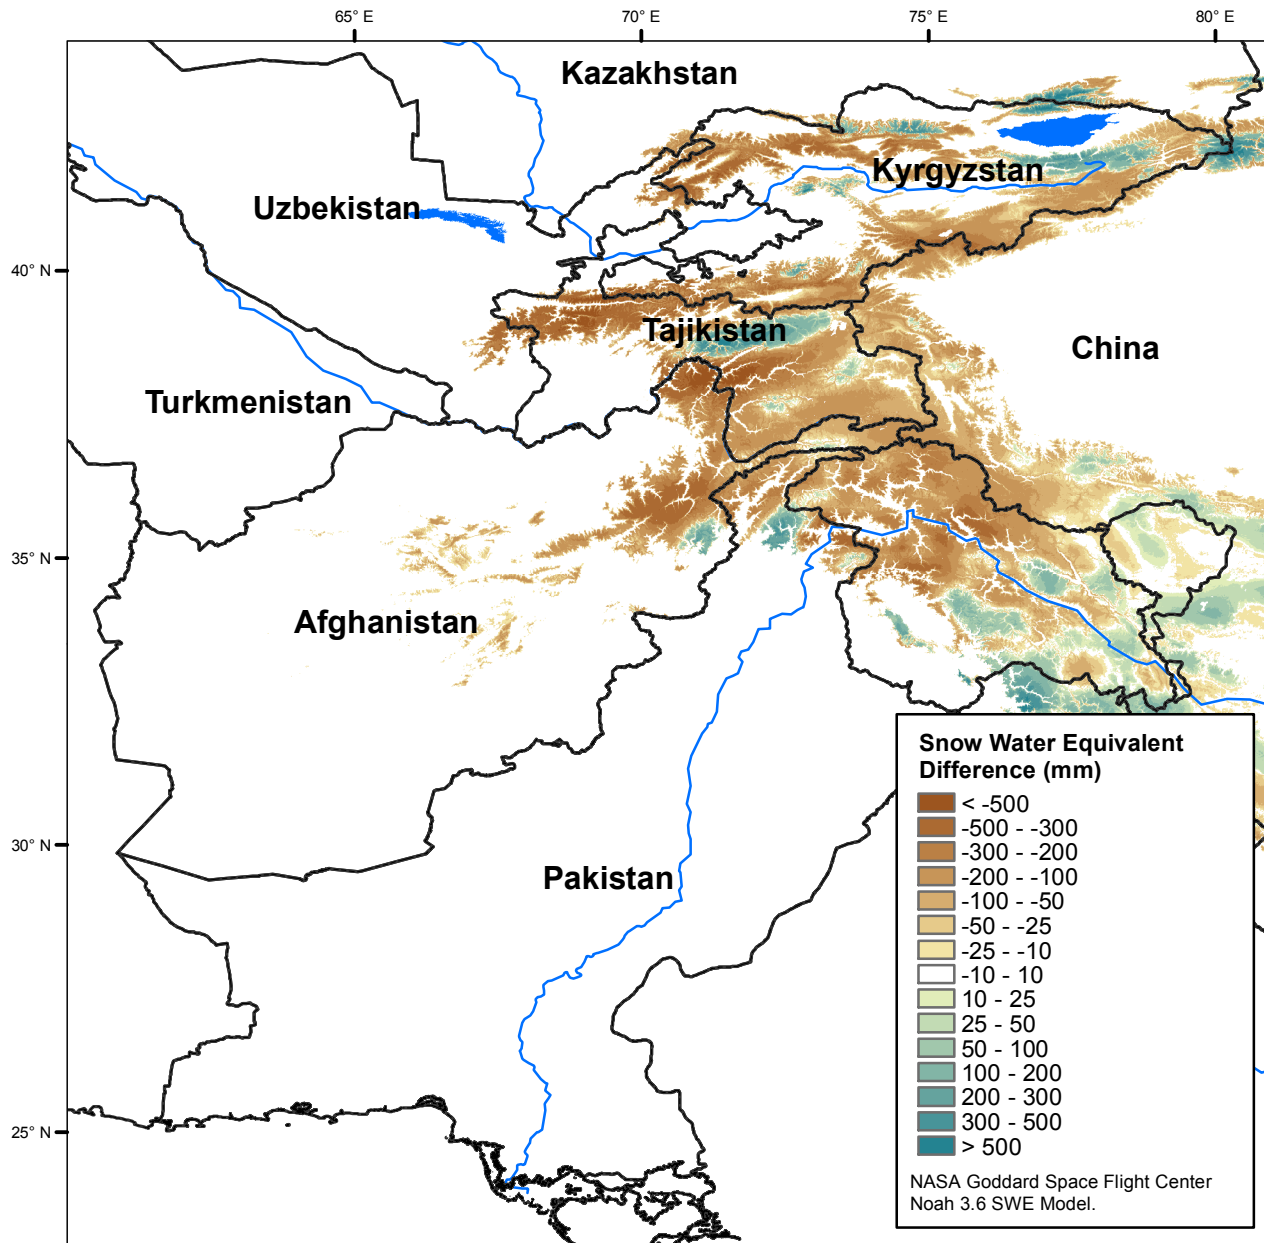 65° E
70° E
75° E
80° E
Kazakhstan
Kyrgyzstan
Uzbekistan
40° N
Tajikistan
China
Turkmenistan
35° N
Afghanistan
Snow Water Equivalent
Difference (mm)
< -500
-500 - -300
30° N
-300 - -200
Pakistan
-200 - -100
-100 - -50
-50 - -25
-25 - -10
-10 - 10
10 - 25
25 - 50
50 - 100
100 - 200
200 - 300
300 - 500
25° N
> 500
NASA Goddard Space Flight Center
Noah 3.6 SWE Model.